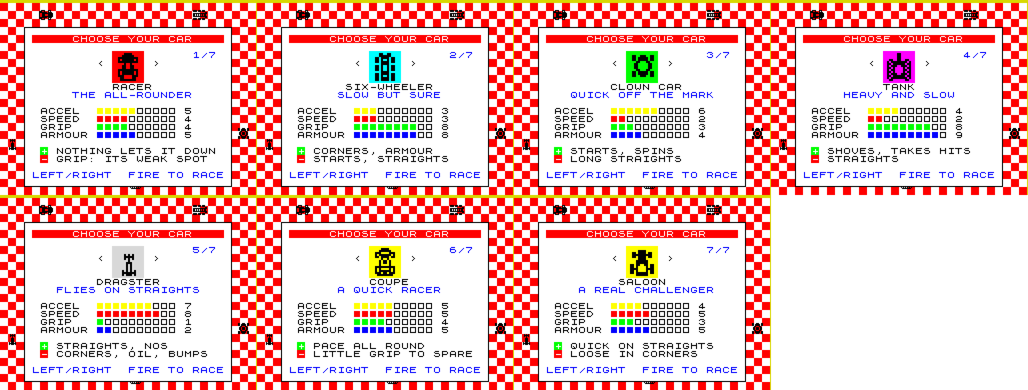 CHOOSE YOUR CAR
1/7
‹ ›
RACER
THE ALL-ROUNDER
ACCEL 5
SPEED 4
GRIP 4
ARMOUR 5
+ NOTHING LETS IT DOWN
- GRIP: ITS WEAK SPOT
LEFT/RIGHT FIRE TO RACE
CHOOSE YOUR CAR
2/7
‹ ›
SIX-WHEELER
SLOW BUT SURE
ACCEL 3
SPEED 3
GRIP 8
ARMOUR 8
+ CORNERS, ARMOUR
- STARTS, STRAIGHTS
LEFT/RIGHT FIRE TO RACE
CHOOSE YOUR CAR
3/7
‹ ›
CLOWN CAR
QUICK OFF THE MARK
ACCEL 6
SPEED 2
GRIP
ARMOUR 4
+ STARTS, SPINS
- LONG STRAIGHTS
LEFT/RIGHT FIRE TO RACE
CHOOSE YOUR CAR
4/7
‹ ›
TANK
HEAVY AND SLOW
ACCEL 4
SPEED 2
GRIP 8
ARMOUR 9
+ SHOVES, TAKES HITS
- STARTS, STRAIGHTS
LEFT/RIGHT FIRE TO RACE
CHOOSE YOUR CAR
5/7
‹ ›
DRAGSTER
FLIES ON STRAIGHTS
ACCEL 7
SPEED 8
GRIP 1
ARMOUR 2
+ STRAIGHTS, NOS
- CORNERS, OIL, BUMPS
LEFT/RIGHT FIRE TO RACE
CHOOSE YOUR CAR
6/7
‹ ›
COUPE
A QUICK RACER
ACCEL 5
SPEED 5
GRIP 4
ARMOUR 5
+ PACE ALL ROUND
- LITTLE GRIP TO SPARE
LEFT/RIGHT FIRE TO RACE
CHOOSE YOUR CAR
7/7
‹ ›
SALOON
A REAL CHALLENGER
ACCEL 4
SPEED 5
GRIP 3
ARMOUR 5
+ QUICK ON STRAIGHTS
- LOOSE IN CORNERS
LEFT/RIGHT FIRE TO RACE